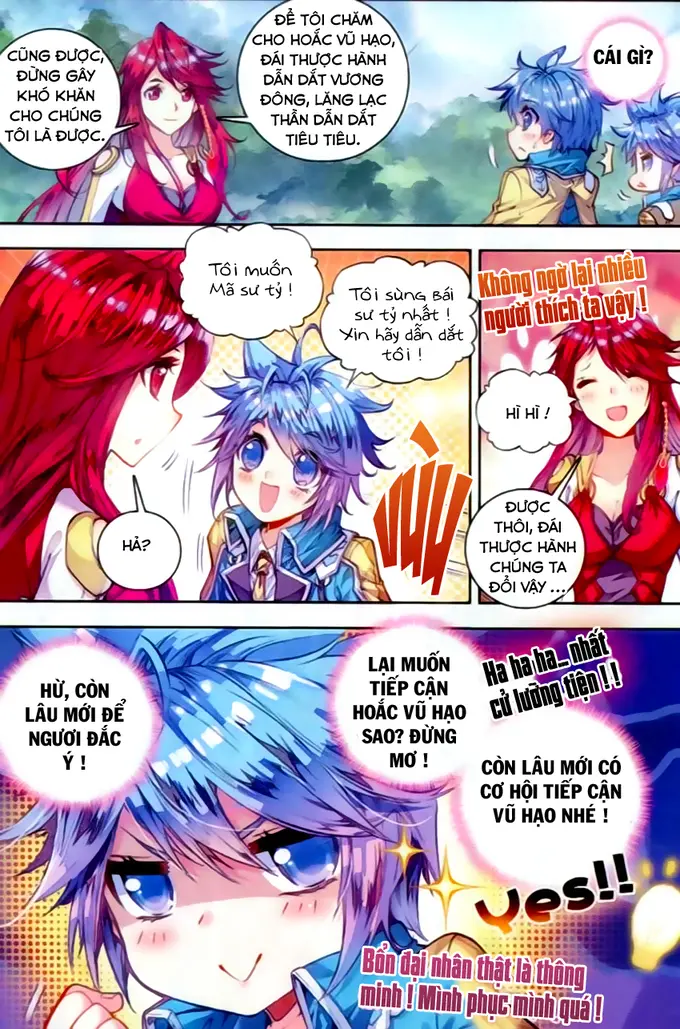 CŨNG ĐƯỢC,
ĐỪNG GÂY
KHÓ KHĂN
CHO CHÚNG
TÔI LÀ ĐƯỢC.
ĐỂ TÔI CHĂM
CHO HOẮC VŨ HẠO,
ĐÁI THƯỢC HÀNH
DẪN DẮT VƯƠNG
ĐÔNG, LĂNG LẠC
THẦN DẪN DẮT
TIÊU TIÊU.
CÁI GÌ?
Tôi muốn
Mã sư tỷ !
Tôi sùng bái
sư tỷ nhất !
Xin hãy dẫn dắt
tôi !
HẢ?
VÙU
Không ngờ lại nhiều
người thích ta vậy !
HÌ HÌ !
ĐƯỢC
THÔI, ĐÁI
THƯỢC HÀNH
CHÚNG TA
ĐỔI VẬY ...
HỪ, CÒN
LÂU MỚI ĐỂ
NGƯƠI ĐẮC
Ý !
LẠI MUỐN
TIẾP CẬN
HOẮC VŨ HẠO
SAO? ĐỪNG
MƠ !
Ha ha ha... nhất
cử lưỡng tiện ! !
CÒN LÂU MỚI CÓ
CƠ HỘI TIẾP CẬN
VŨ HẠO NHÉ !
Yes!!
Bổn đại nhân thật là thông
minh ! Mình phục mình quá !